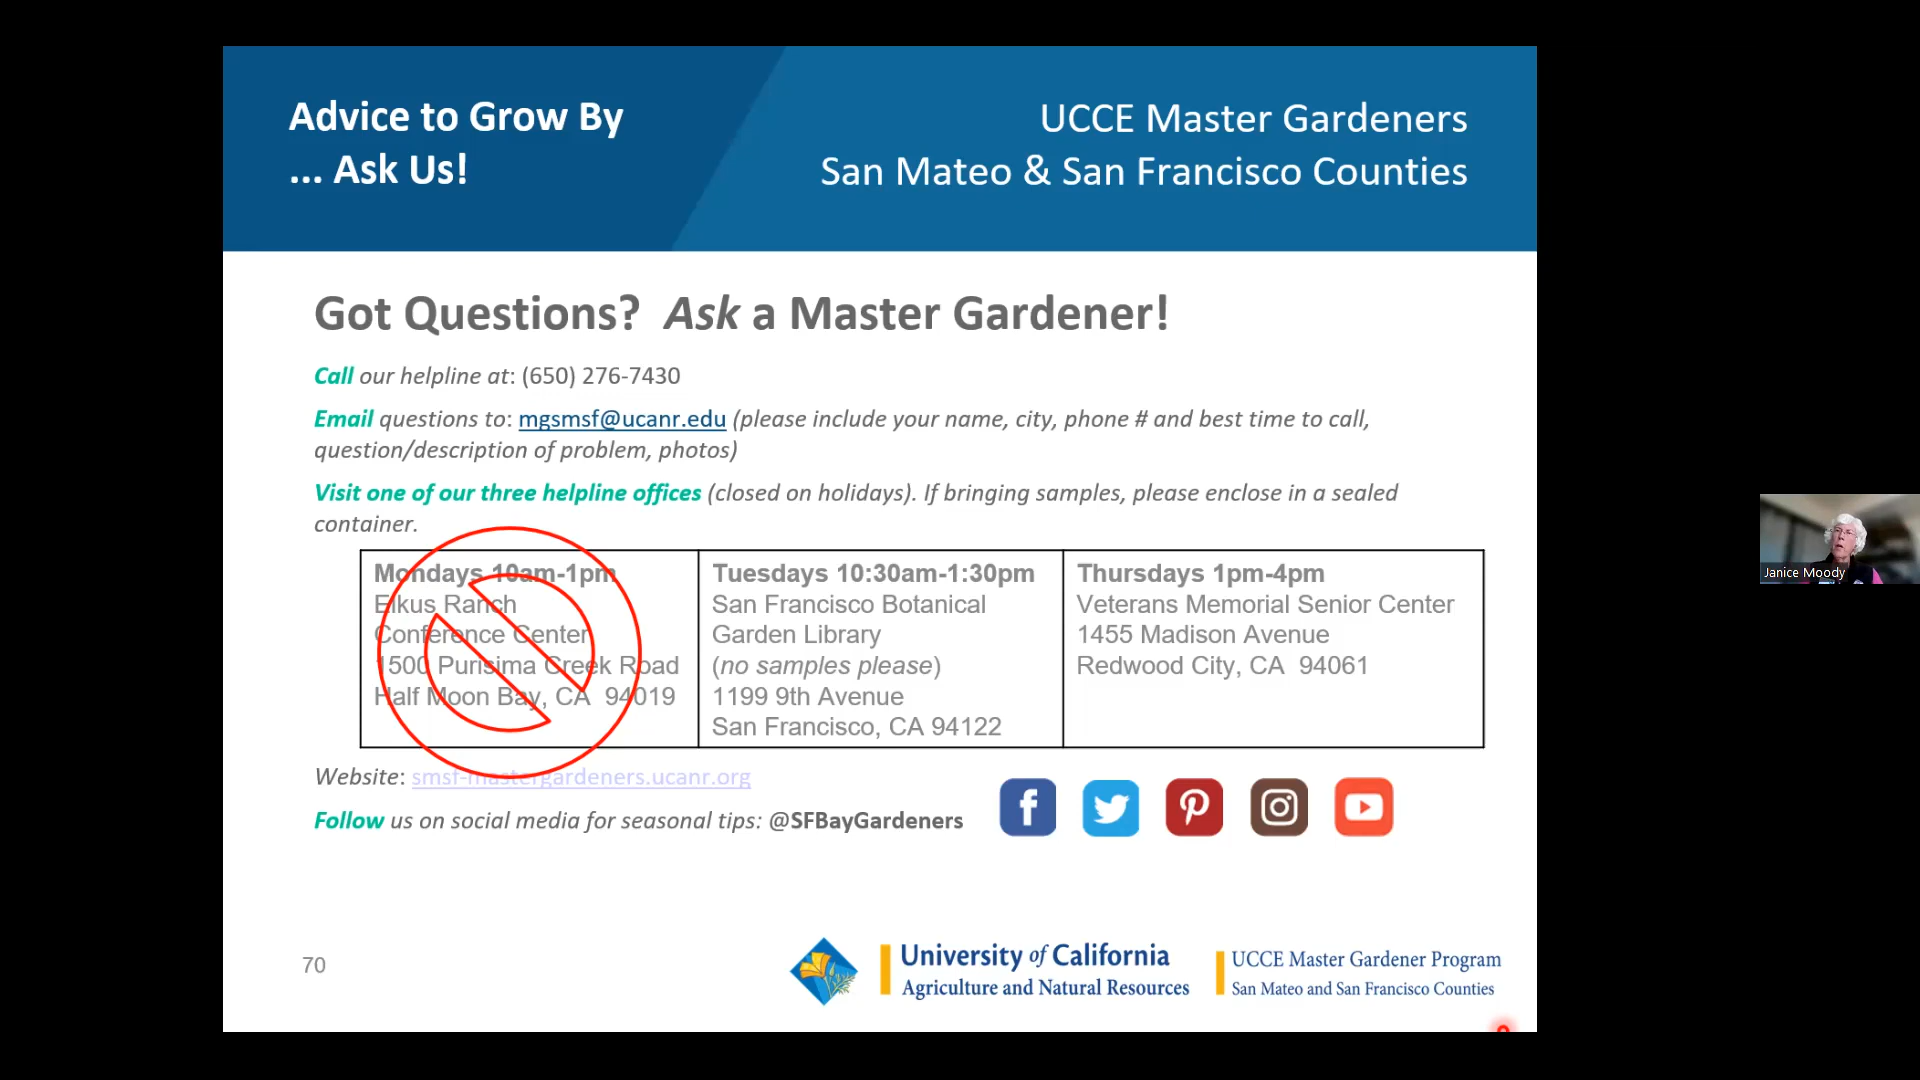 Advice to Grow By
... Ask Us!
UCCE Master Gardeners
San Mateo & San Francisco Counties
Got Questions? Ask a Master Gardener!
Call our helpline at: (650) 276-7430
Email questions to: mgsmsf@ucanr.edu (please include your name, city, phone # and best time to call,
question/description of problem, photos)
Visit one of our three helpline offices (closed on holidays). If bringing samples, please enclose in a sealed
container.
Mondays 10am-1pm
Elkus Ranch
Conference Center
1500 Purisima Creek Road
Half Moon Bay, CA 94019
Tuesdays 10:30am-1:30pm
San Francisco Botanical
Garden Library
(no samples please)
1199 9th Avenue
San Francisco, CA 94122
Thursdays 1pm-4pm
Veterans Memorial Senior Center
1455 Madison Avenue
Redwood City, CA 94061
Website: smsf-mastergardeners.ucanr.org
Follow us on social media for seasonal tips: @SFBayGardeners
70
University of California
Agriculture and Natural Resources
UCCE Master Gardener Program
San Mateo and San Francisco Counties
Janice Moody